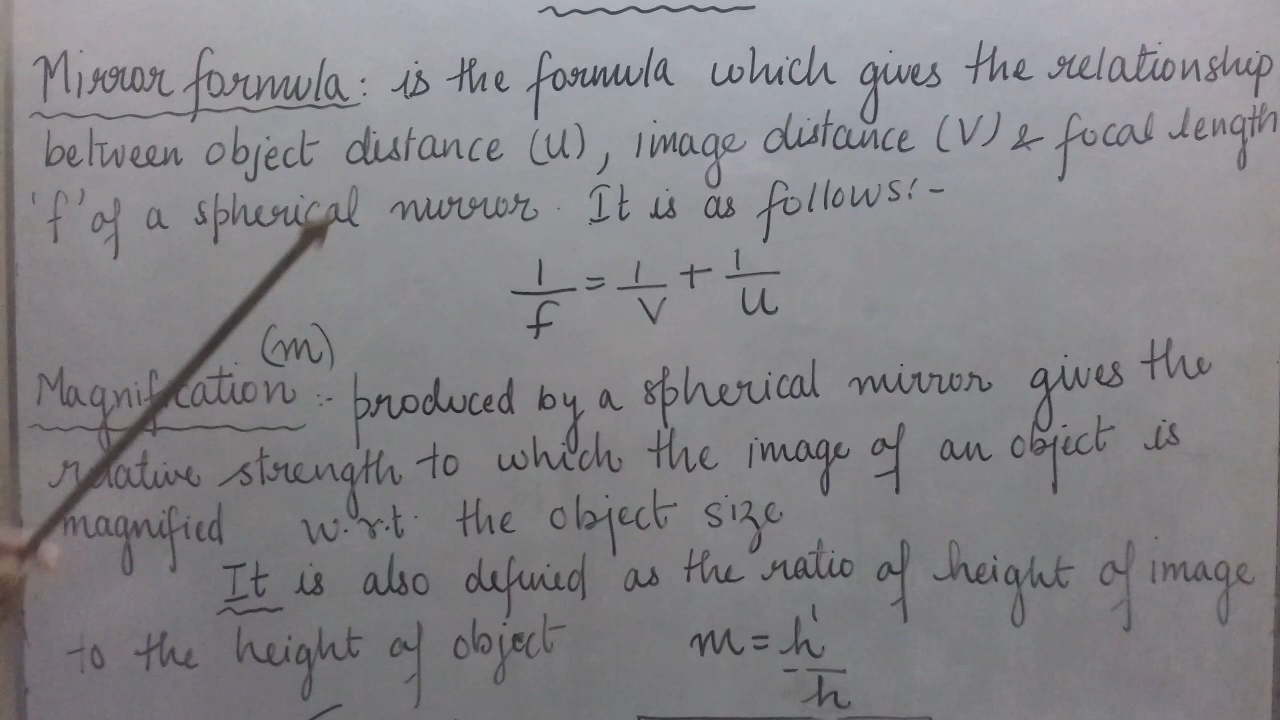 Mirror formula: is the formula which gives the relationship
between object distance (u), image distance (V) & focal length
'f' of a spherical mirror. It is as follows:-
1/f = 1/V + 1/u
(m)
Magnification :- produced by a spherical mirror gives the
relative strength to which the image of an object is
magnified w.r.t. the object size
It is also defined as the ratio of height of image
to the height of object m = h'/h